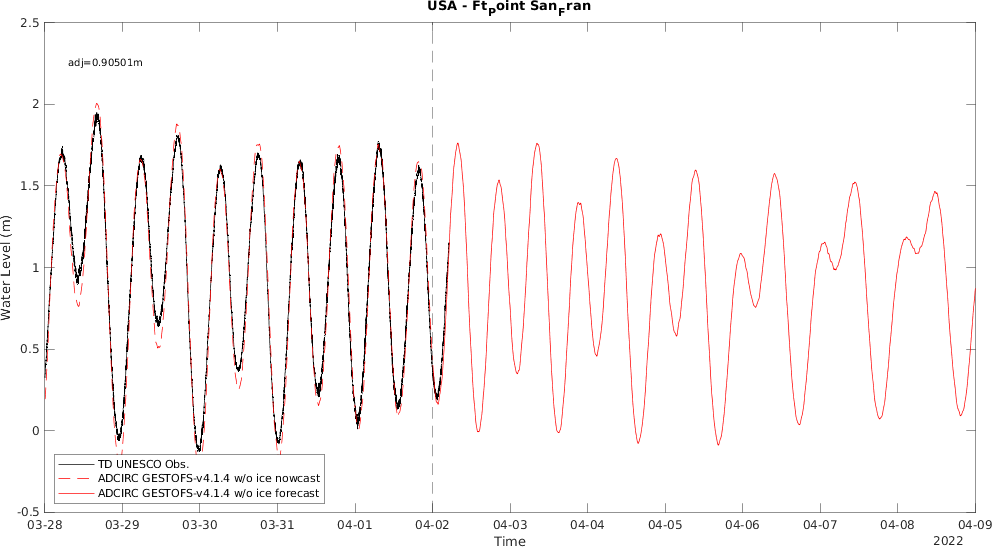 USA - FtPoint SanFran
2.5
adj=0.90501m
2
1.5
1
0.5
0
-0.5
Water Level (m)
TD UNESCO Obs.
ADCIRC GESTOFS-v4.1.4 w/o ice nowcast
ADCIRC GESTOFS-v4.1.4 w/o ice forecast
03-28 03-29 03-30 03-31 04-01 04-02 04-03 04-04 04-05 04-06 04-07 04-08 04-09
Time
2022